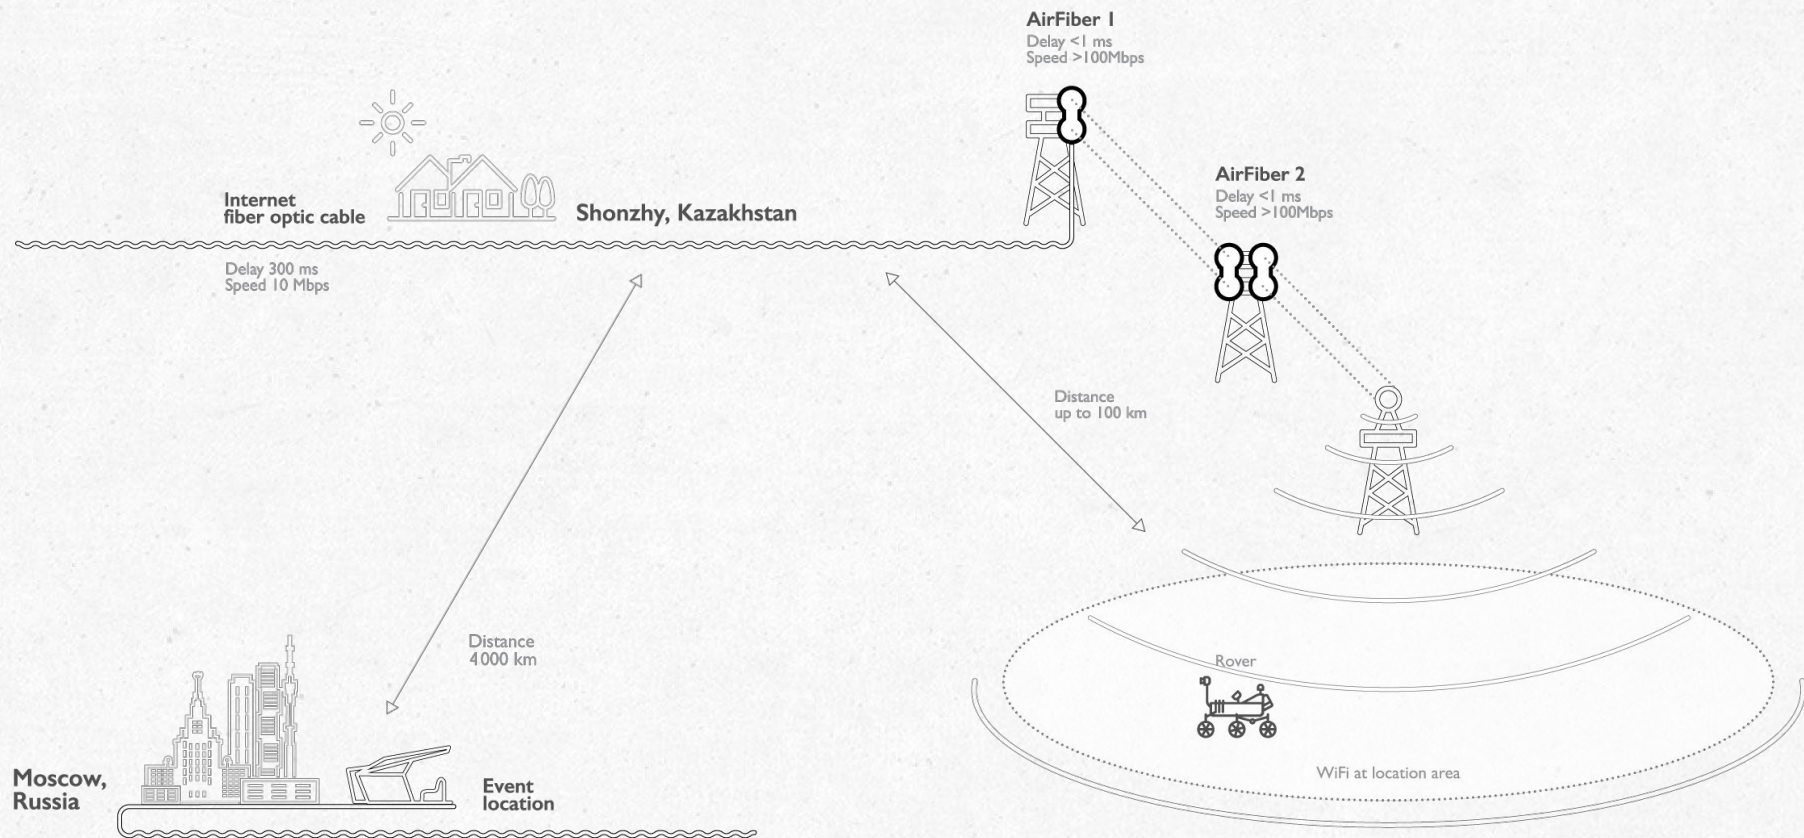 AirFiber 1
Delay <1 ms
Speed >100Mbps
AirFiber 2
Delay <1 ms
Speed >100Mbps
Internet
fiber optic cable
Shonzhy, Kazakhstan
Delay 300 ms
Speed 10 Mbps
Distance
up to 100 km
Distance
4000 km
Rover
WiFi at location area
Moscow,
Russia
Event
location